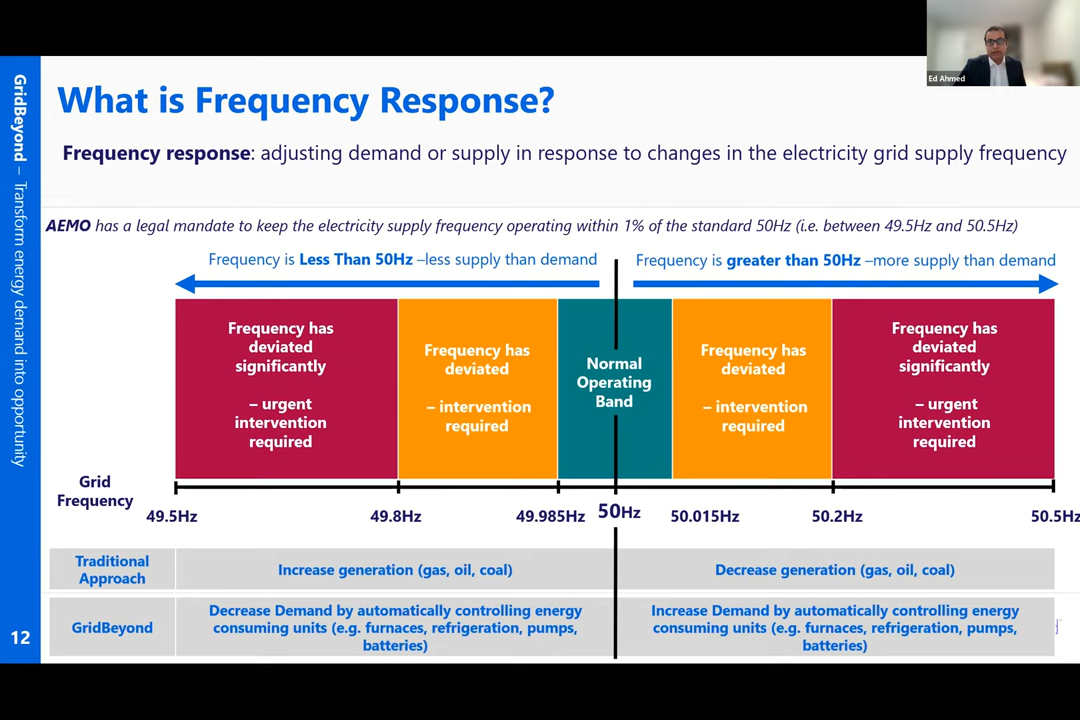 Ed Ahmed
GridBeyond – Transform energy demand into opportunity
What is Frequency Response?
Frequency response: adjusting demand or supply in response to changes in the electricity grid supply frequency
AEMO has a legal mandate to keep the electricity supply frequency operating within 1% of the standard 50Hz (i.e. between 49.5Hz and 50.5Hz)
Frequency is Less Than 50Hz –less supply than demand
Frequency is greater than 50Hz –more supply than demand
Frequency has
deviated
significantly
– urgent
intervention
required
Frequency has
deviated
– intervention
required
Normal
Operating
Band
Frequency has
deviated
– intervention
required
Frequency has
deviated
significantly
– urgent
intervention
required
Grid
Frequency
49.5Hz
49.8Hz
49.985Hz
50Hz
50.015Hz
50.2Hz
50.5Hz
Traditional
Approach
Increase generation (gas, oil, coal)
Decrease generation (gas, oil, coal)
GridBeyond
Decrease Demand by automatically controlling energy
consuming units (e.g. furnaces, refrigeration, pumps,
batteries)
Increase Demand by automatically controlling energy
consuming units (e.g. furnaces, refrigeration, pumps,
batteries)
12